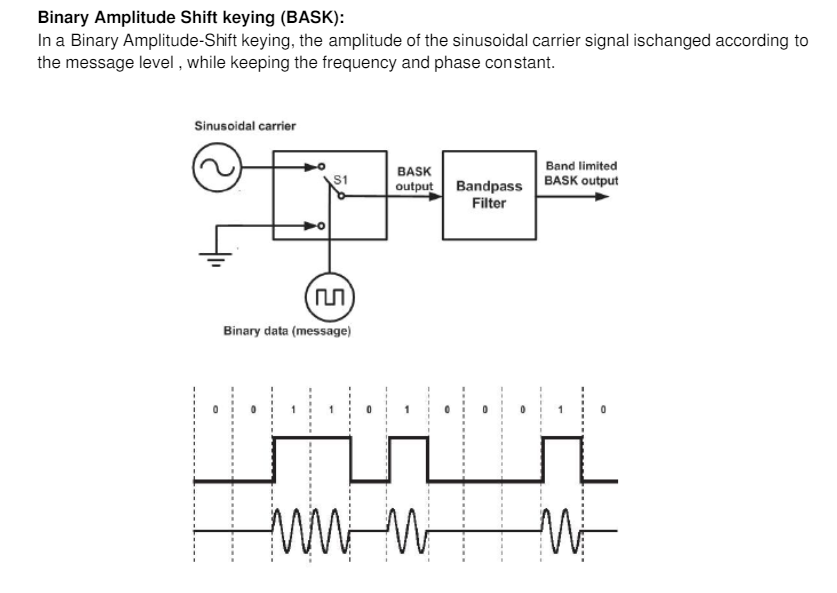 Binary Amplitude Shift keying (BASK):
In a Binary Amplitude-Shift keying, the amplitude of the sinusoidal carrier signal ischanged according to
the message level , while keeping the frequency and phase constant.
Sinusoidal carrier
S1
BASK
output
Bandpass
Filter
Band limited
BASK output
Binary data (message)
0 0 1 1 0 1 0 0 0 1 0